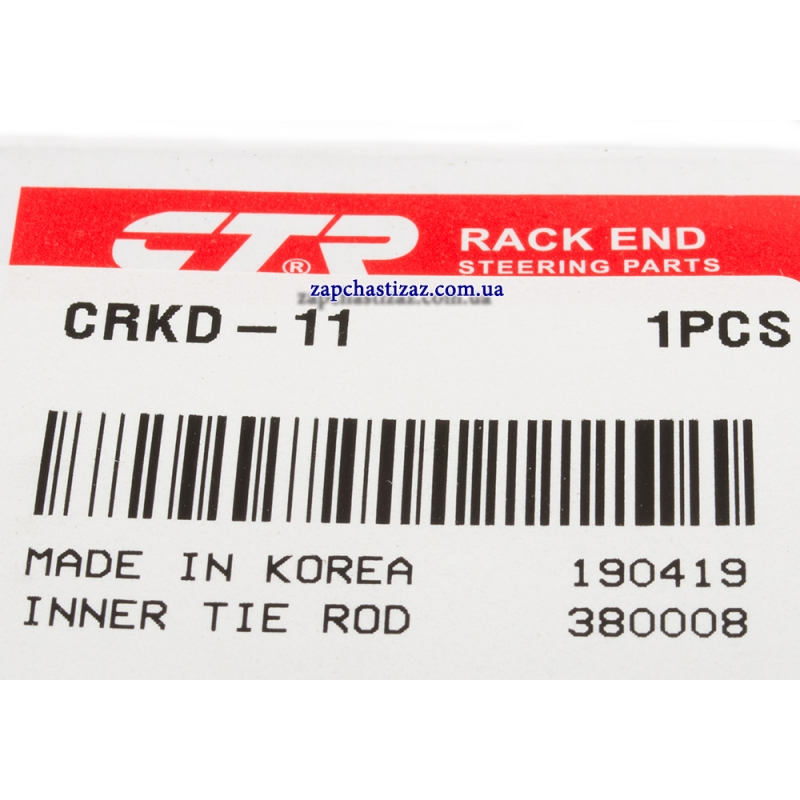 CTR®
RACK END
STEERING PARTS
zapchastizaz.com.ua
CRKD-11 1PCS
MADE IN KOREA 190419
INNER TIE ROD 380008